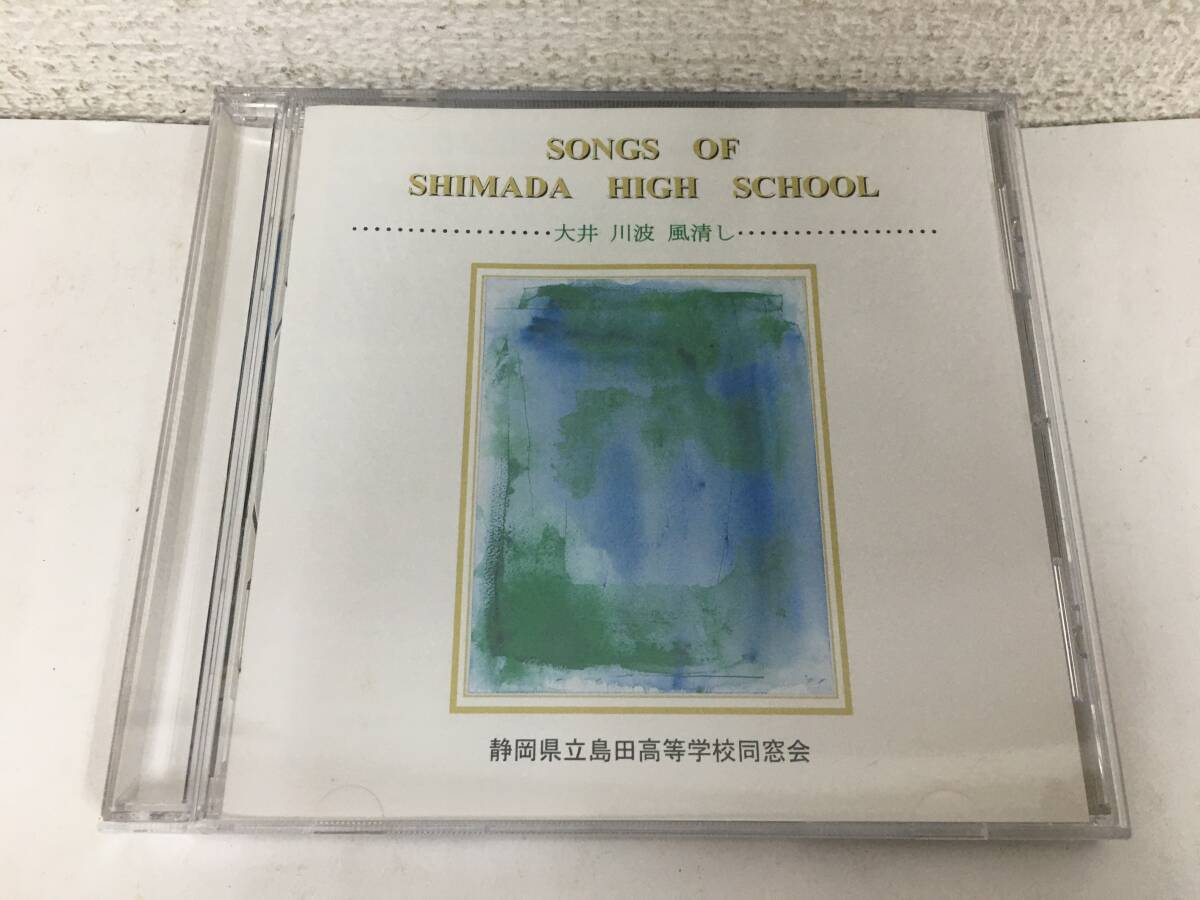 SONGS OF
SHIMADA HIGH SCHOOL
………………大井 川波 風清し………………
静岡県立島田高等学校同窓会